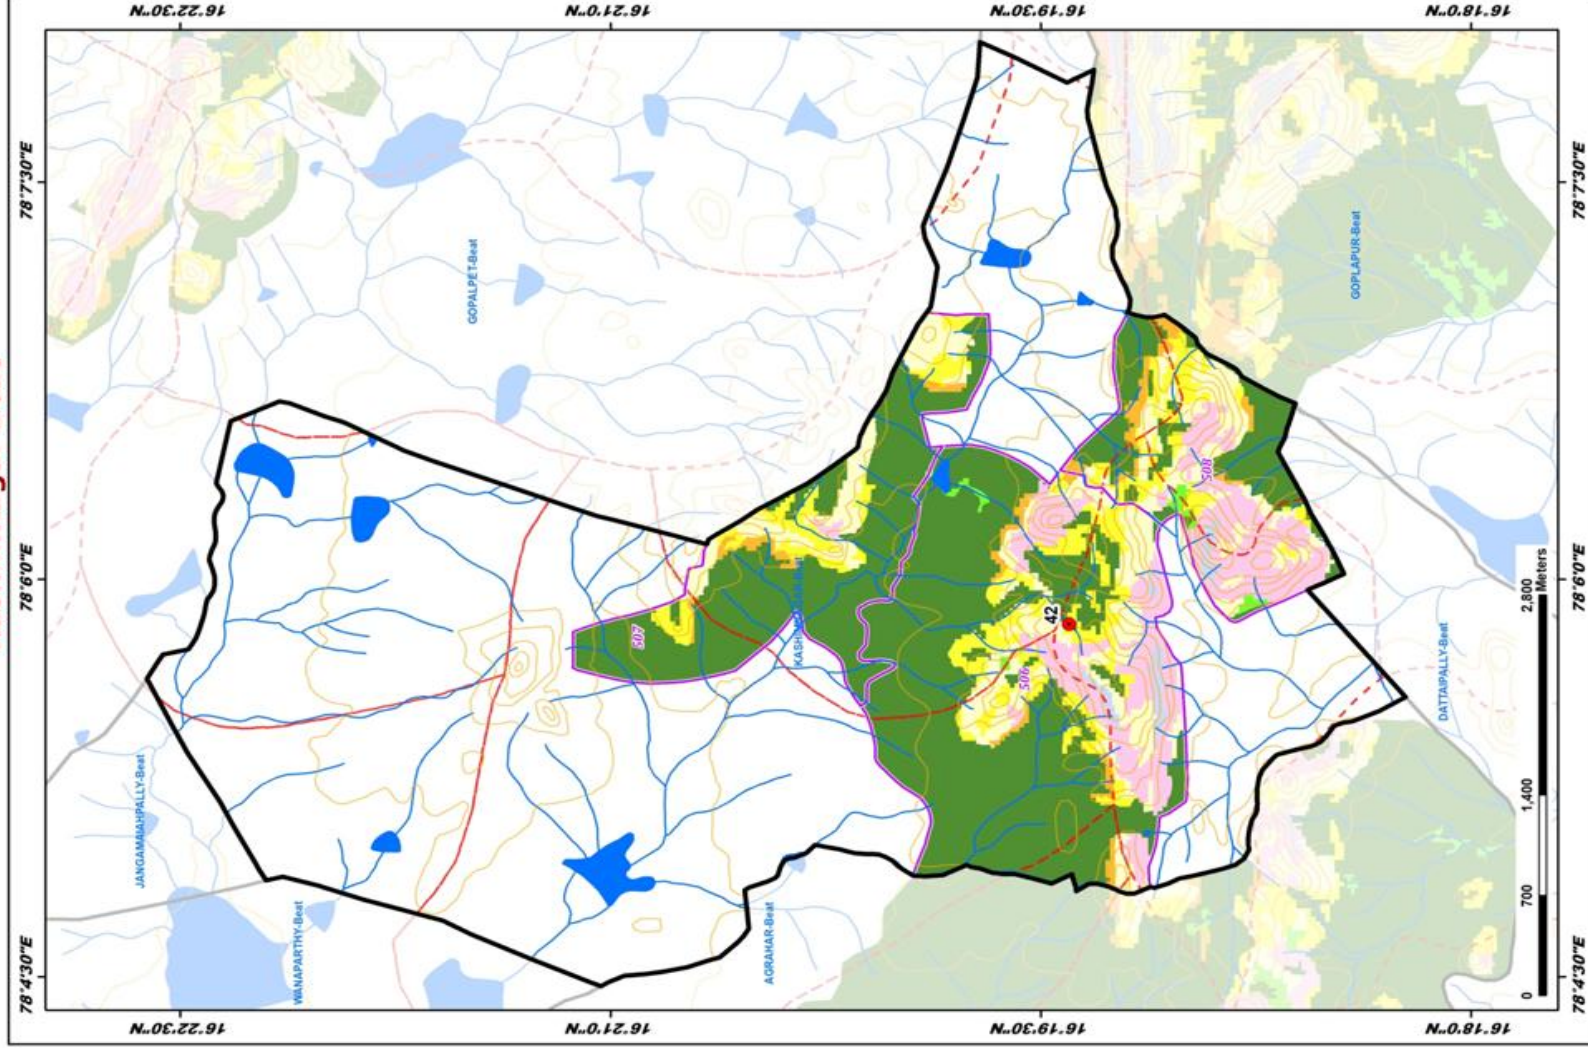 16°22'30"N
16°21'0"N
16°19'30"N
16°18'0"N
78°7'30"E
78°6'0"E
78°4'30"E
78°7'30"E
78°6'0"E
78°4'30"E
GOPALPET-Beat
GOPLAPUR-Beat
JANGAMAIAHPALLY-Beat
WANAPARTHY-Beat
AGRAHAR-Beat
DATTAIPALLY-Beat
507
508
506
42
0
700
1,400
2,800
Meters
16°22'30"N
16°21'0"N
16°19'30"N
16°18'0"N